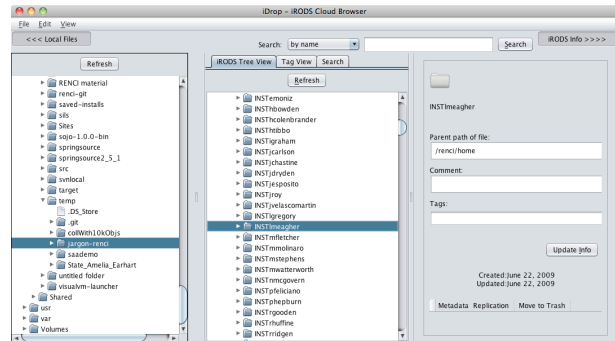 iDrop – iRODS Cloud Browser
File Edit View
<<< Local Files
Search: by name Search
iRODS Info >>>>
Refresh
RENCI material
renci-git
saved-installs
sils
Sites
sojo-1.0.0-bin
springsource
springsource2_5_1
src
svnlocal
target
temp
.DS_Store
.git
collWith10kObjs
jargon-renci
saademo
State_Amelia_Earhart
untitled folder
visualvm-launcher
Shared
usr
var
Volumes
iRODS Tree View Tag View Search
Refresh
INSTemoniz
INSThbowden
INSThcolenbrander
INSThtibbo
INSTigraham
INSTjcarlson
INSTjchastine
INSTjdryden
INSTjesposito
INSTjroy
INSTjvelascomartin
INSTlgregory
INSTlmeagher
INSTmfletcher
INSTmmolinaro
INSTmstephens
INSTmwatterworth
INSTnmcgovern
INSTpfeliciano
INSTphepburn
INSTrgooden
INSTrhuffine
INSTrridgen
INSTlmeagher
Parent path of file:
/renci/home
Comment:
Tags:
Update Info
Created:June 22, 2009
Updated:June 22, 2009
Metadata Replication Move to Trash